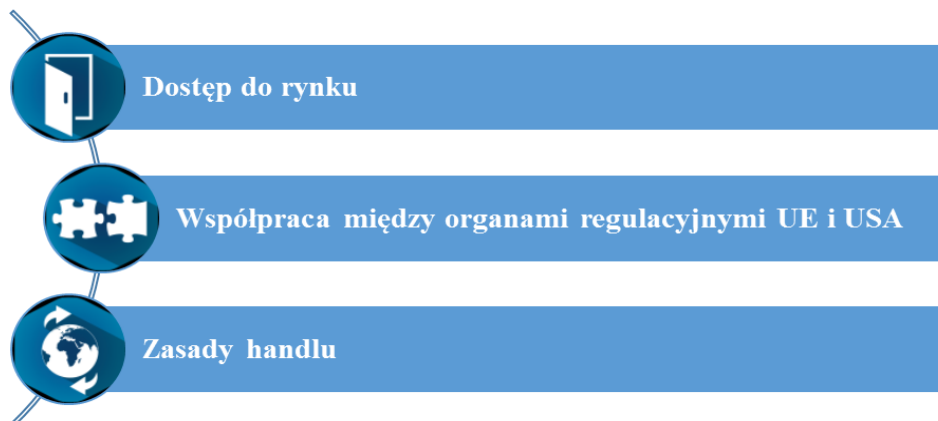 Dostęp do rynku
Współpraca między organami regulacyjnymi UE i USA
Zasady handlu